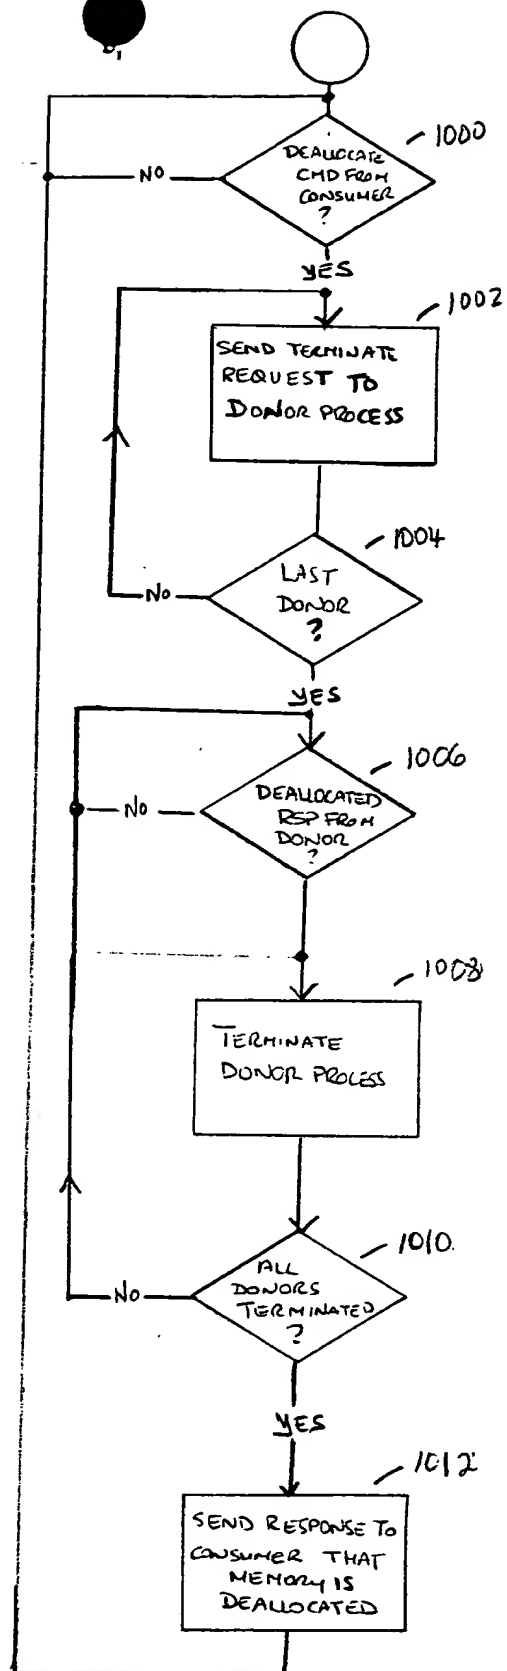 1000
DEALLOCATE
CMD FROM
CONSUMER
?
NO
YES
1002
SEND TERMINATE
REQUEST TO
DONOR PROCESS
1004
LAST
DONOR
?
NO
YES
1006
DEALLOCATED
RSP FROM
DONOR
?
NO
1008
TERMINATE
DONOR PROCESS
1010
ALL
DONORS
TERMINATED
?
NO
YES
1012
SEND RESPONSE TO
CONSUMER THAT
MEMORY IS
DEALLOCATED